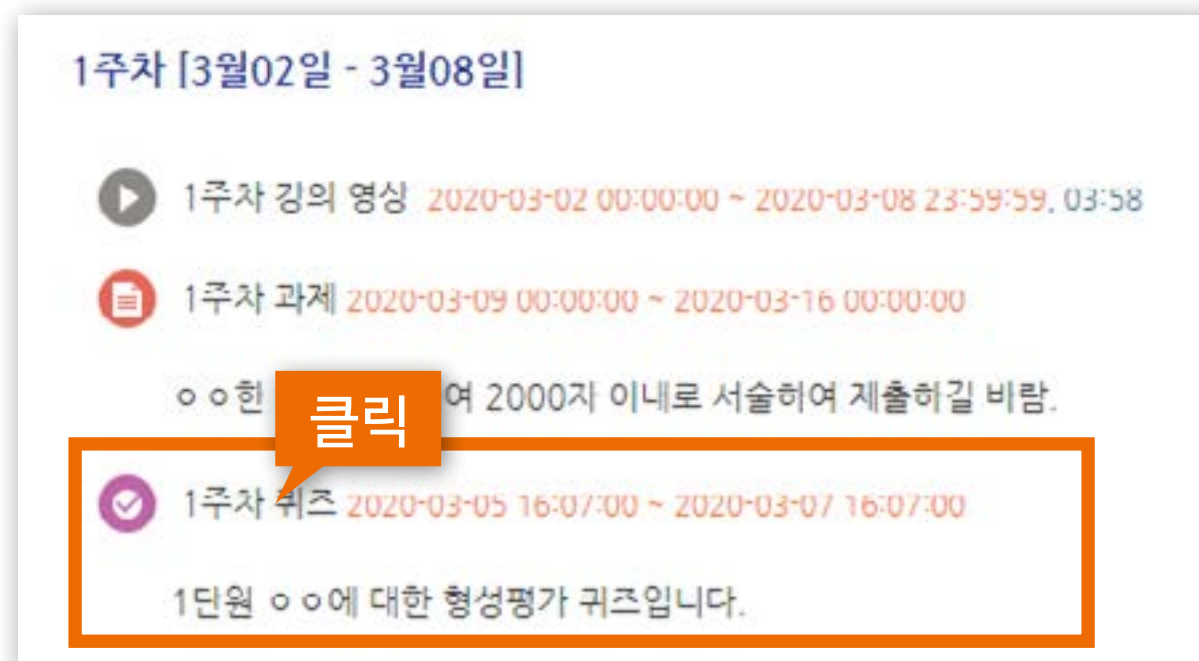 1주차 [3월02일 - 3월08일]
1주차 강의 영상 2020-03-02 00:00:00 ~ 2020-03-08 23:59:59, 03:58
1주차 과제 2020-03-09 00:00:00 ~ 2020-03-16 00:00:00
ㅇㅇ한 여 2000자 이내로 서술하여 제출하길 바람.
클릭
1주차 퀴즈 2020-03-05 16:07:00 ~ 2020-03-07 16:07:00
1단원 ㅇㅇ에 대한 형성평가 퀴즈입니다.